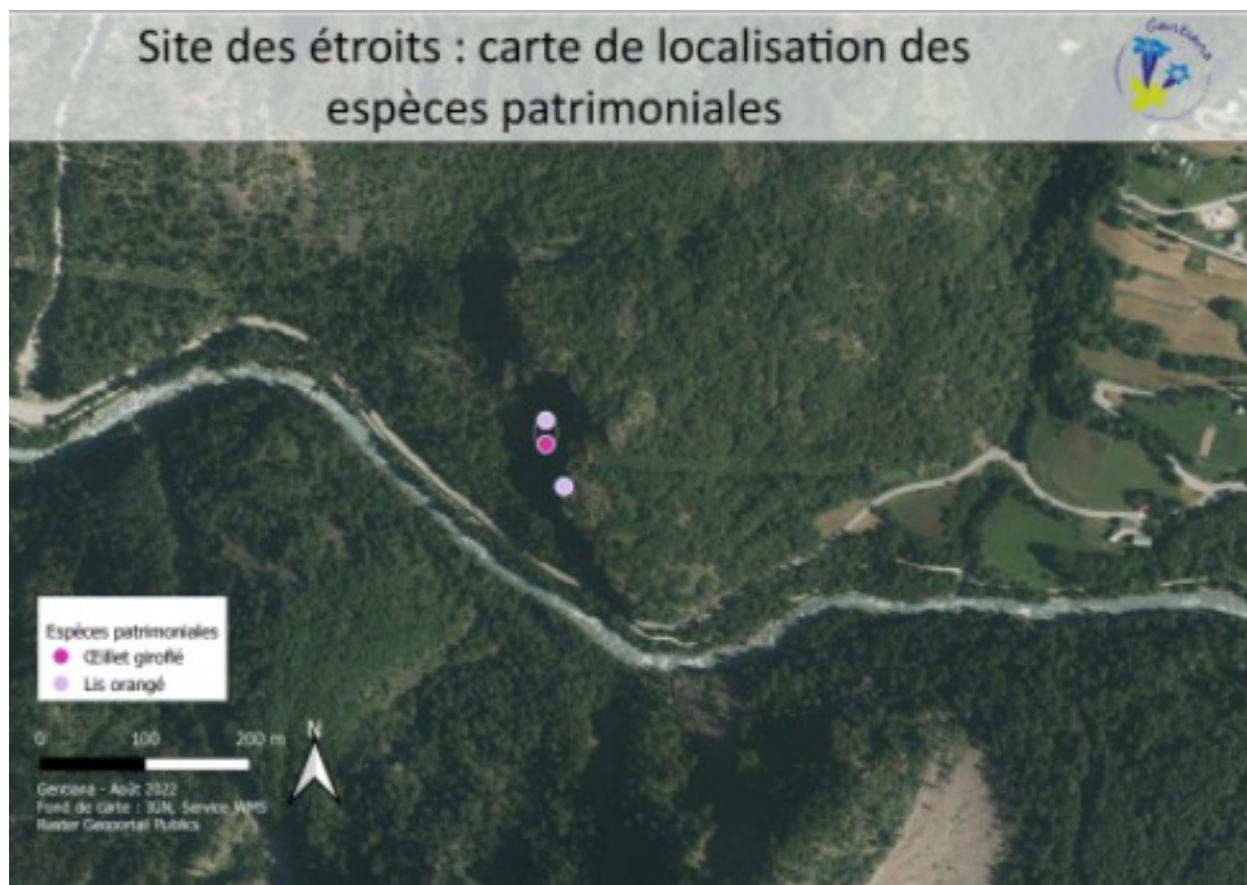 Site des étroits : carte de localisation des
espèces patrimoniales
Gentiana
Espèces patrimoniales
Œillet giroflé
Lis orangé
0 100 200 m
N
Gentiana - Août 2022
Fond de carte : IGN, Service WMS
Raster Geoportail Publics